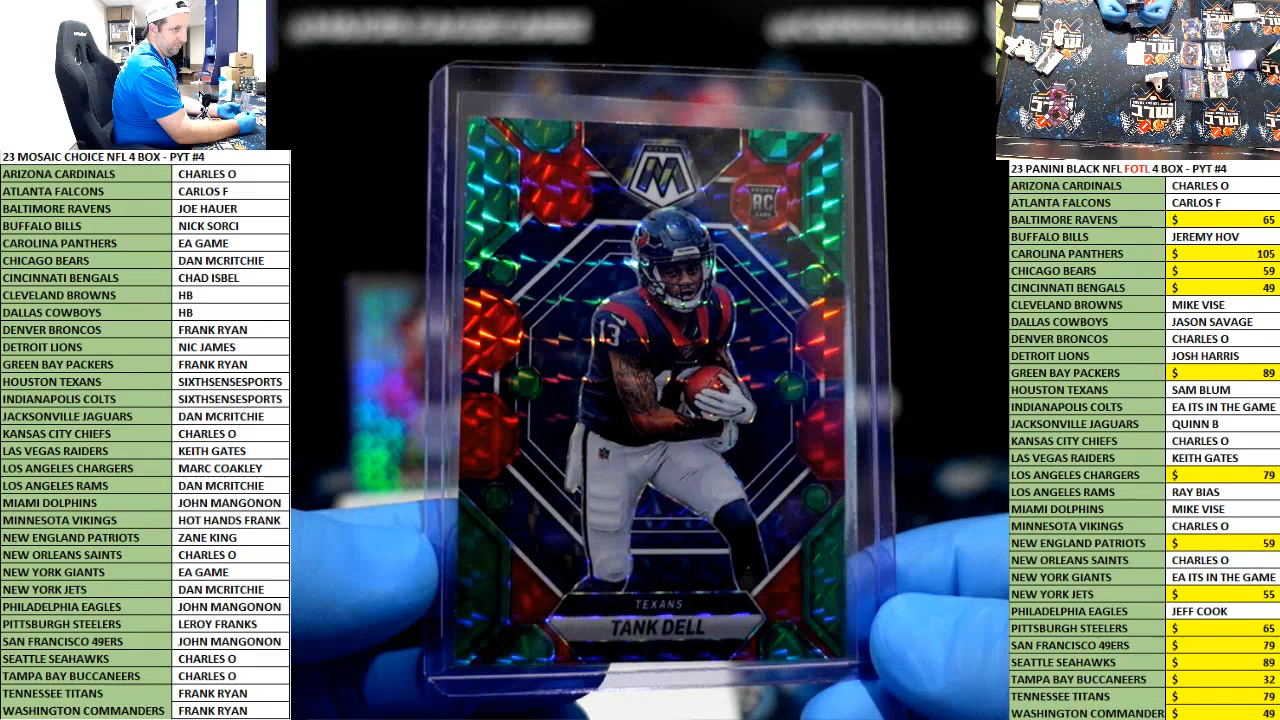 23 MOSAIC CHOICE NFL 4 BOX - PYT #4
ARIZONA CARDINALS CHARLES O
ATLANTA FALCONS CARLOS F
BALTIMORE RAVENS JOE HAUER
BUFFALO BILLS NICK SORCI
CAROLINA PANTHERS EA GAME
CHICAGO BEARS DAN MCRITCHIE
CINCINNATI BENGALS CHAD ISBEL
CLEVELAND BROWNS HB
DALLAS COWBOYS HB
DENVER BRONCOS FRANK RYAN
DETROIT LIONS NIC JAMES
GREEN BAY PACKERS FRANK RYAN
HOUSTON TEXANS SIXTHSENSESPORTS
INDIANAPOLIS COLTS SIXTHSENSESPORTS
JACKSONVILLE JAGUARS DAN MCRITCHIE
KANSAS CITY CHIEFS CHARLES O
LAS VEGAS RAIDERS KEITH GATES
LOS ANGELES CHARGERS MARC COAKLEY
LOS ANGELES RAMS DAN MCRITCHIE
MIAMI DOLPHINS JOHN MANGONON
MINNESOTA VIKINGS HOT HANDS FRANK
NEW ENGLAND PATRIOTS ZANE KING
NEW ORLEANS SAINTS CHARLES O
NEW YORK GIANTS EA GAME
NEW YORK JETS DAN MCRITCHIE
PHILADELPHIA EAGLES JOHN MANGONON
PITTSBURGH STEELERS LEROY FRANKS
SAN FRANCISCO 49ERS JOHN MANGONON
SEATTLE SEAHAWKS CHARLES O
TAMPA BAY BUCCANEERS CHARLES O
TENNESSEE TITANS FRANK RYAN
WASHINGTON COMMANDERS FRANK RYAN
M
RC
13
TEXANS
TANK DELL
23 PANINI BLACK NFL FOTL 4 BOX - PYT #4
ARIZONA CARDINALS CHARLES O
ATLANTA FALCONS CARLOS F
BALTIMORE RAVENS $ 65
BUFFALO BILLS JEREMY HOV
CAROLINA PANTHERS $ 105
CHICAGO BEARS $ 59
CINCINNATI BENGALS $ 49
CLEVELAND BROWNS MIKE VISE
DALLAS COWBOYS JASON SAVAGE
DENVER BRONCOS CHARLES O
DETROIT LIONS JOSH HARRIS
GREEN BAY PACKERS $ 89
HOUSTON TEXANS SAM BLUM
INDIANAPOLIS COLTS EA ITS IN THE GAME
JACKSONVILLE JAGUARS QUINN B
KANSAS CITY CHIEFS CHARLES O
LAS VEGAS RAIDERS KEITH GATES
LOS ANGELES CHARGERS $ 79
LOS ANGELES RAMS RAY BIAS
MIAMI DOLPHINS MIKE VISE
MINNESOTA VIKINGS CHARLES O
NEW ENGLAND PATRIOTS $ 59
NEW ORLEANS SAINTS CHARLES O
NEW YORK GIANTS EA ITS IN THE GAME
NEW YORK JETS $ 55
PHILADELPHIA EAGLES JEFF COOK
PITTSBURGH STEELERS $ 65
SAN FRANCISCO 49ERS $ 79
SEATTLE SEAHAWKS $ 89
TAMPA BAY BUCCANEERS $ 32
TENNESSEE TITANS $ 79
WASHINGTON COMMANDER $ 49